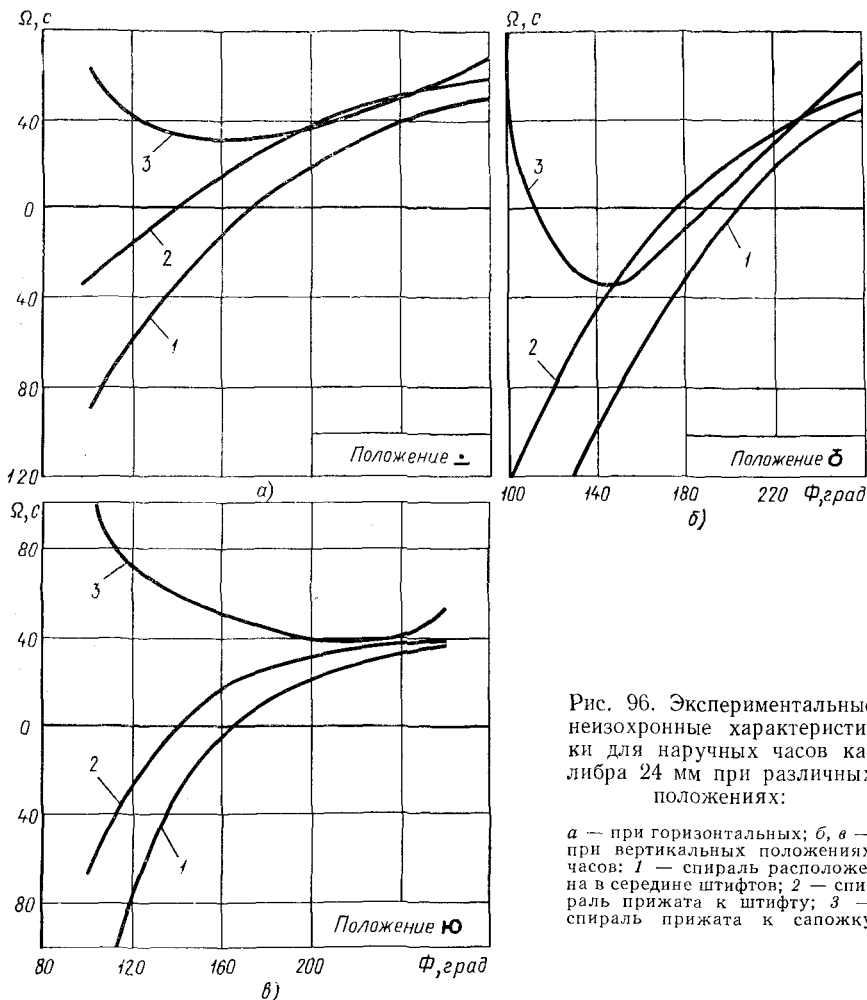 Ω,с
40
0
40
80
120
3
2
1
Положение ∸
а)
Ω,с
3
2
1
Положение Ծ
100 140 180 220 Ф,град
б)
Ω,с
80
40
0
40
80
3
2
1
Положение Ю
80 120 160 200 Ф,град
в)
Рис. 96. Экспериментальные
неизохронные характеристи-
ки для наручных часов ка-
либра 24 мм при различных
положениях:
а — при горизонтальных; б, в —
при вертикальных положениях
часов: 1 — спираль расположе-
на в середине штифтов; 2 — спи-
раль прижата к штифту; 3 —
спираль прижата к сапожку